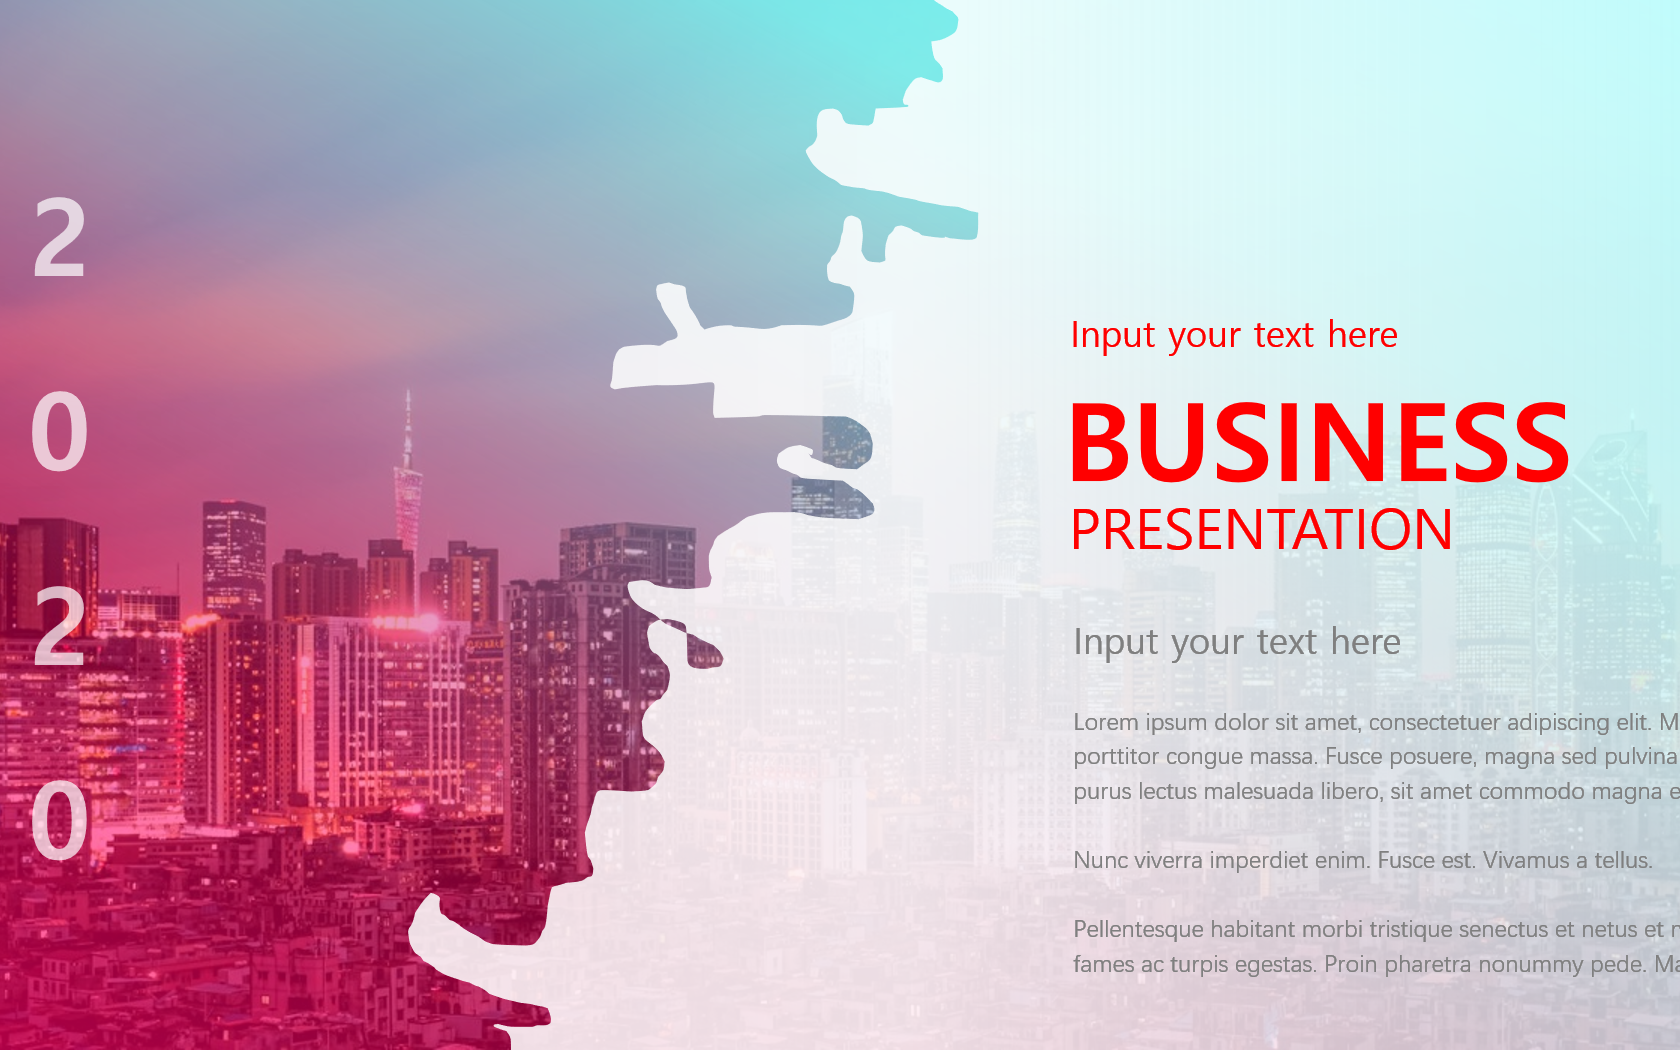 2
0
2
0
Input your text here
BUSINESS
PRESENTATION
Input your text here
Lorem ipsum dolor sit amet, consectetuer adipiscing elit. M
porttitor congue massa. Fusce posuere, magna sed pulvina
purus lectus malesuada libero, sit amet commodo magna e
Nunc viverra imperdiet enim. Fusce est. Vivamus a tellus.
Pellentesque habitant morbi tristique senectus et netus et
fames ac turpis egestas. Proin pharetra nonummy pede. Ma